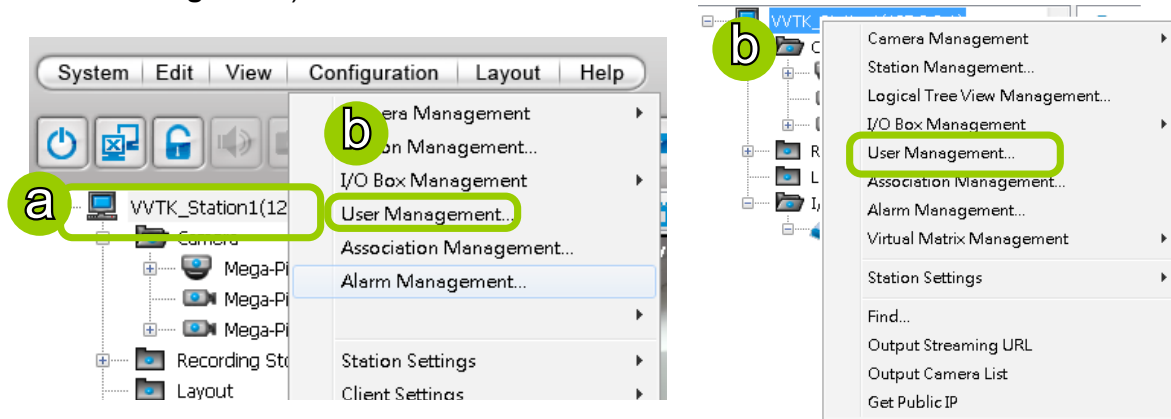 System Edit View Configuration Layout Help
b
Management
Management...
I/O Box Management
User Management...
Association Management...
Alarm Management...
Station Settings
Client Settings
a
VVTK_Station1(12
Camera
Mega-Pi
Mega-Pi
Mega-Pi
Recording Sto
Layout
VVTK_
b
C
R
L
I/
Camera Management
Station Management...
Logical Tree View Management...
I/O Box Management
User Management...
Association Management...
Alarm Management...
Virtual Matrix Management
Station Settings
Find...
Output Streaming URL
Output Camera List
Get Public IP